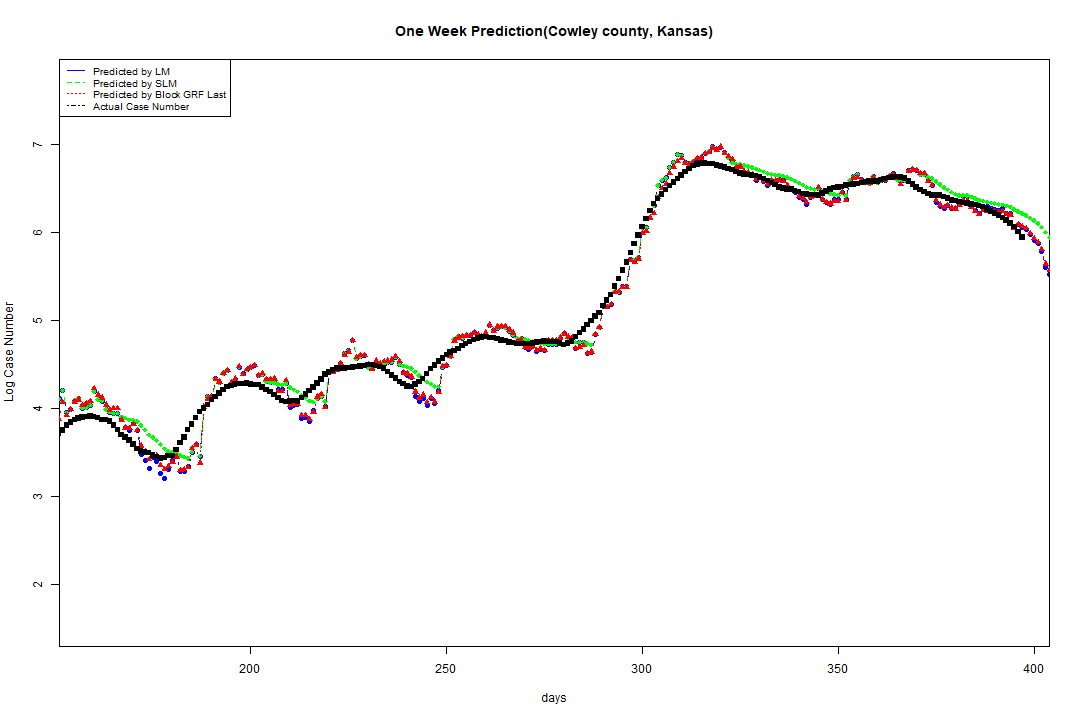 One Week Prediction(Cowley county, Kansas)
Predicted by LM
Predicted by SLM
Predicted by Block GRF Last
Actual Case Number
7
6
5
4
3
2
Log Case Number
200 250 300 350 400
days